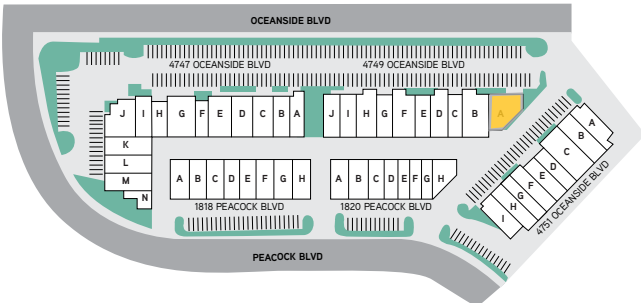 OCEANSIDE BLVD
4747 OCEANSIDE BLVD 4749 OCEANSIDE BLVD
J I H G F E D C B A J I H G F E D C B A
K
L
M
N
A B C D E F G H A B C D E F G H
1818 PEACOCK BLVD 1820 PEACOCK BLVD
A
B
C
D
E
F
G
H
I
4751 OCEANSIDE BLVD
PEACOCK BLVD